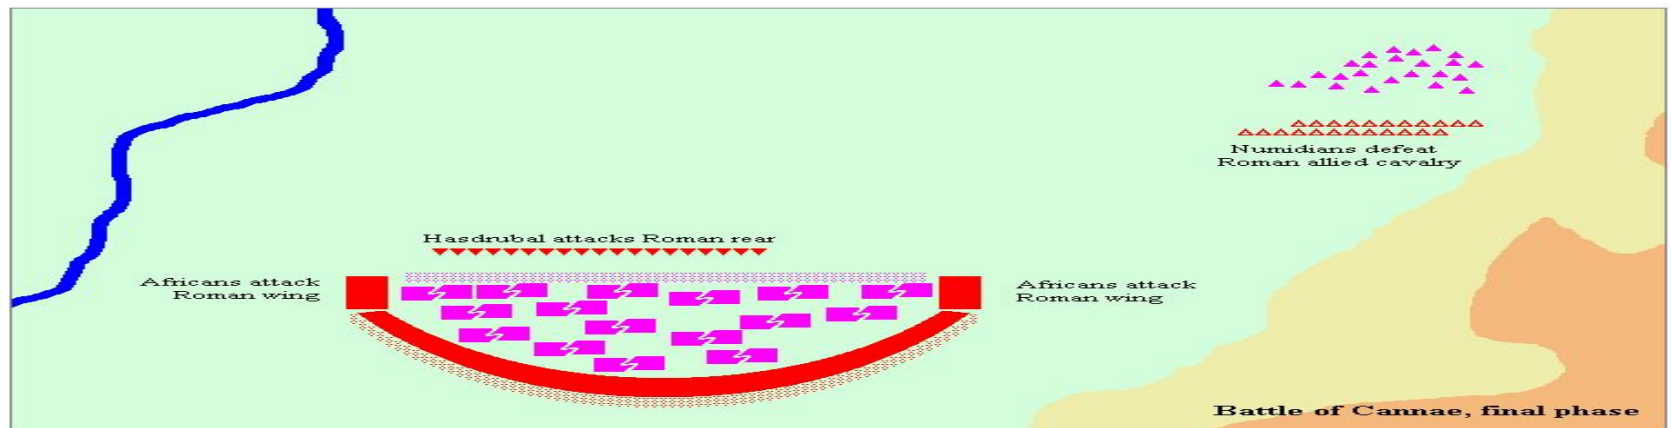 Numidians defeat
Roman allied cavalry
Hasdrubal attacks Roman rear
Africans attack
Roman wing
Africans attack
Roman wing
Battle of Cannae, final phase